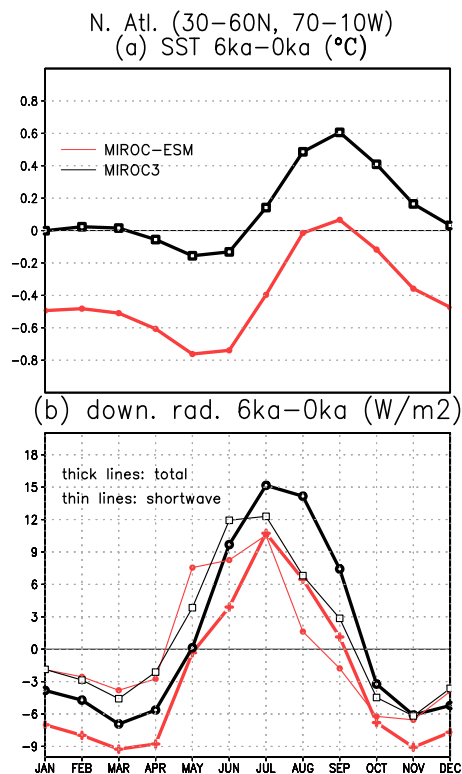 N. Atl. (30-60N, 70-10W)
(a) SST 6ka-0ka (°C)
0.8
0.6
0.4
0.2
0
-0.2
-0.4
-0.6
-0.8
MIROC-ESM
MIROC3
(b) down. rad. 6ka-0ka (W/m2)
18
15
12
9
6
3
0
-3
-6
-9
thick lines: total
thin lines: shortwave
JAN FEB MAR APR MAY JUN JUL AUG SEP OCT NOV DEC